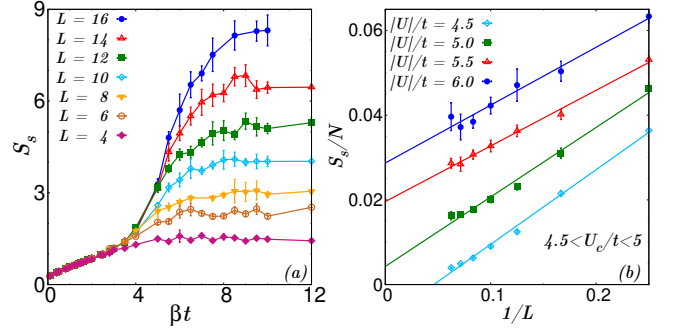 9
6
3
0
0
4
8
12
S_s
βt
L = 16
L = 14
L = 12
L = 10
L = 8
L = 6
L = 4
(a)
0.06
0.04
0.02
0
0
0.1
0.2
S_s/N
1/L
|U|/t = 4.5
|U|/t = 5.0
|U|/t = 5.5
|U|/t = 6.0
4.5<U_c/t<5
(b)